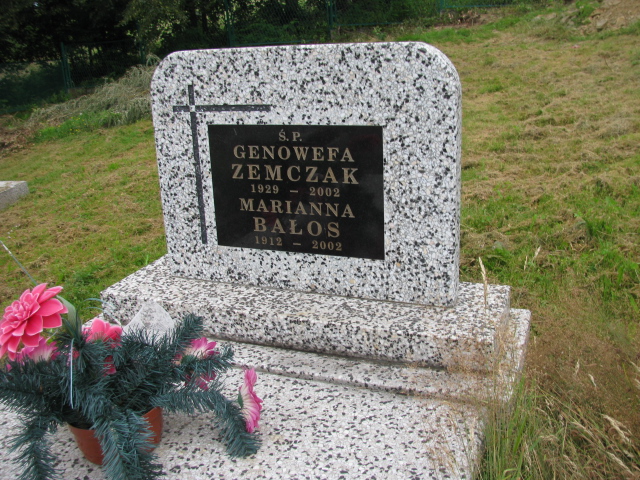 Ś.P.
GENOWEFA
ZEMCZAK
1929 – 2002
MARIANNA
BAŁOS
1912 – 2002